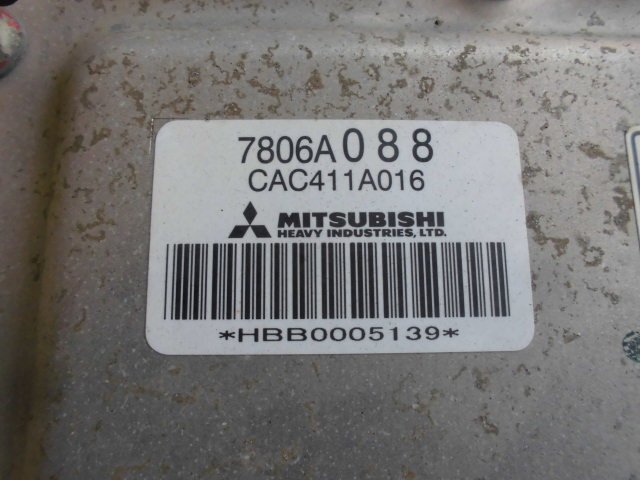 7806A088
CAC411A016
MITSUBISHI
HEAVY INDUSTRIES, LTD.
*HBB0005139*